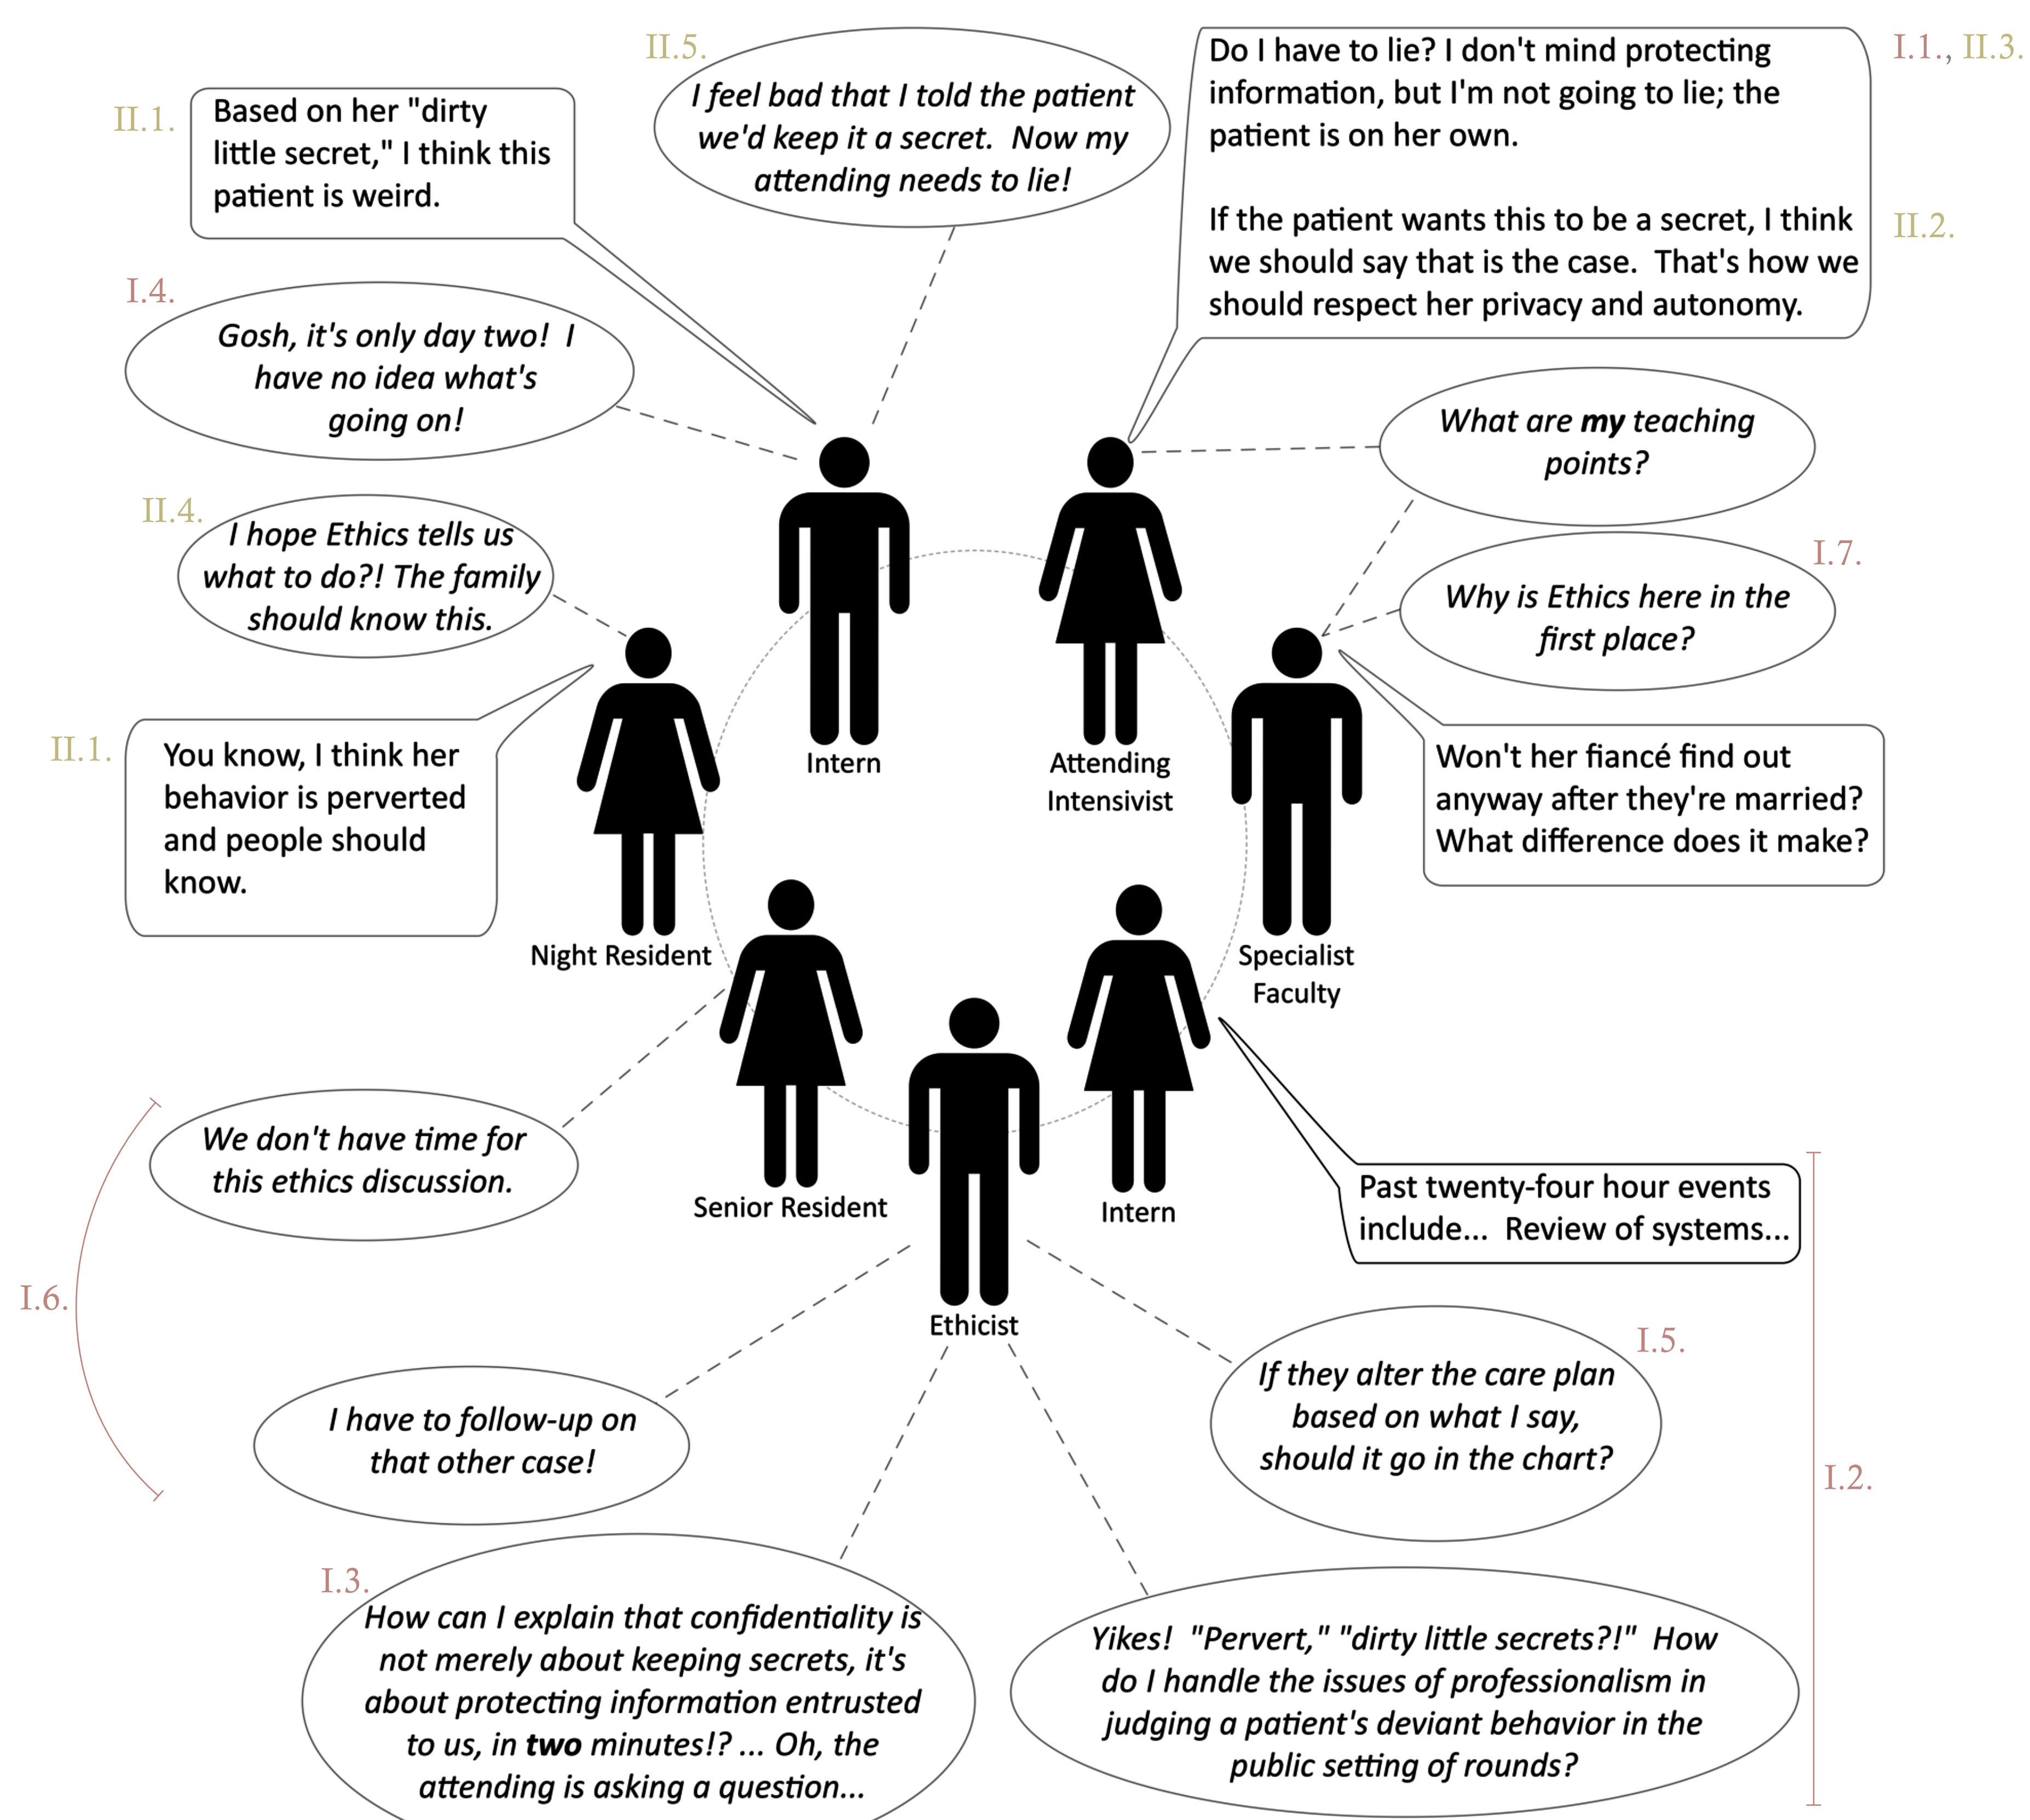 II.5.
I feel bad that I told the patient
we'd keep it a secret.  Now my
attending needs to lie!
I.1., II.3.
Do I have to lie? I don't mind protecting
information, but I'm not going to lie; the
patient is on her own.
II.2.
If the patient wants this to be a secret, I think
we should say that is the case.  That's how we
should respect her privacy and autonomy.
II.1.
Based on her "dirty
little secret," I think this
patient is weird.
I.4.
Gosh, it's only day two!  I
have no idea what's
going on!
What are my teaching
points?
II.4.
I hope Ethics tells us
what to do?! The family
should know this.
I.7.
Why is Ethics here in the
first place?
II.1.
You know, I think her
behavior is perverted
and people should
know.
Intern
Attending
Intensivist
Won't her fiancé find out
anyway after they're married?
What difference does it make?
Night Resident
Specialist
Faculty
We don't have time for
this ethics discussion.
Senior Resident
Intern
Past twenty-four hour events
include...  Review of systems...
I.6.
Ethicist
I.5.
If they alter the care plan
based on what I say,
should it go in the chart?
I have to follow-up on
that other case!
I.2.
I.3.
How can I explain that confidentiality is
not merely about keeping secrets, it's
about protecting information entrusted
to us, in two minutes!? ... Oh, the
attending is asking a question...
Yikes!  "Pervert," "dirty little secrets?!"  How
do I handle the issues of professionalism in
judging a patient's deviant behavior in the
public setting of rounds?